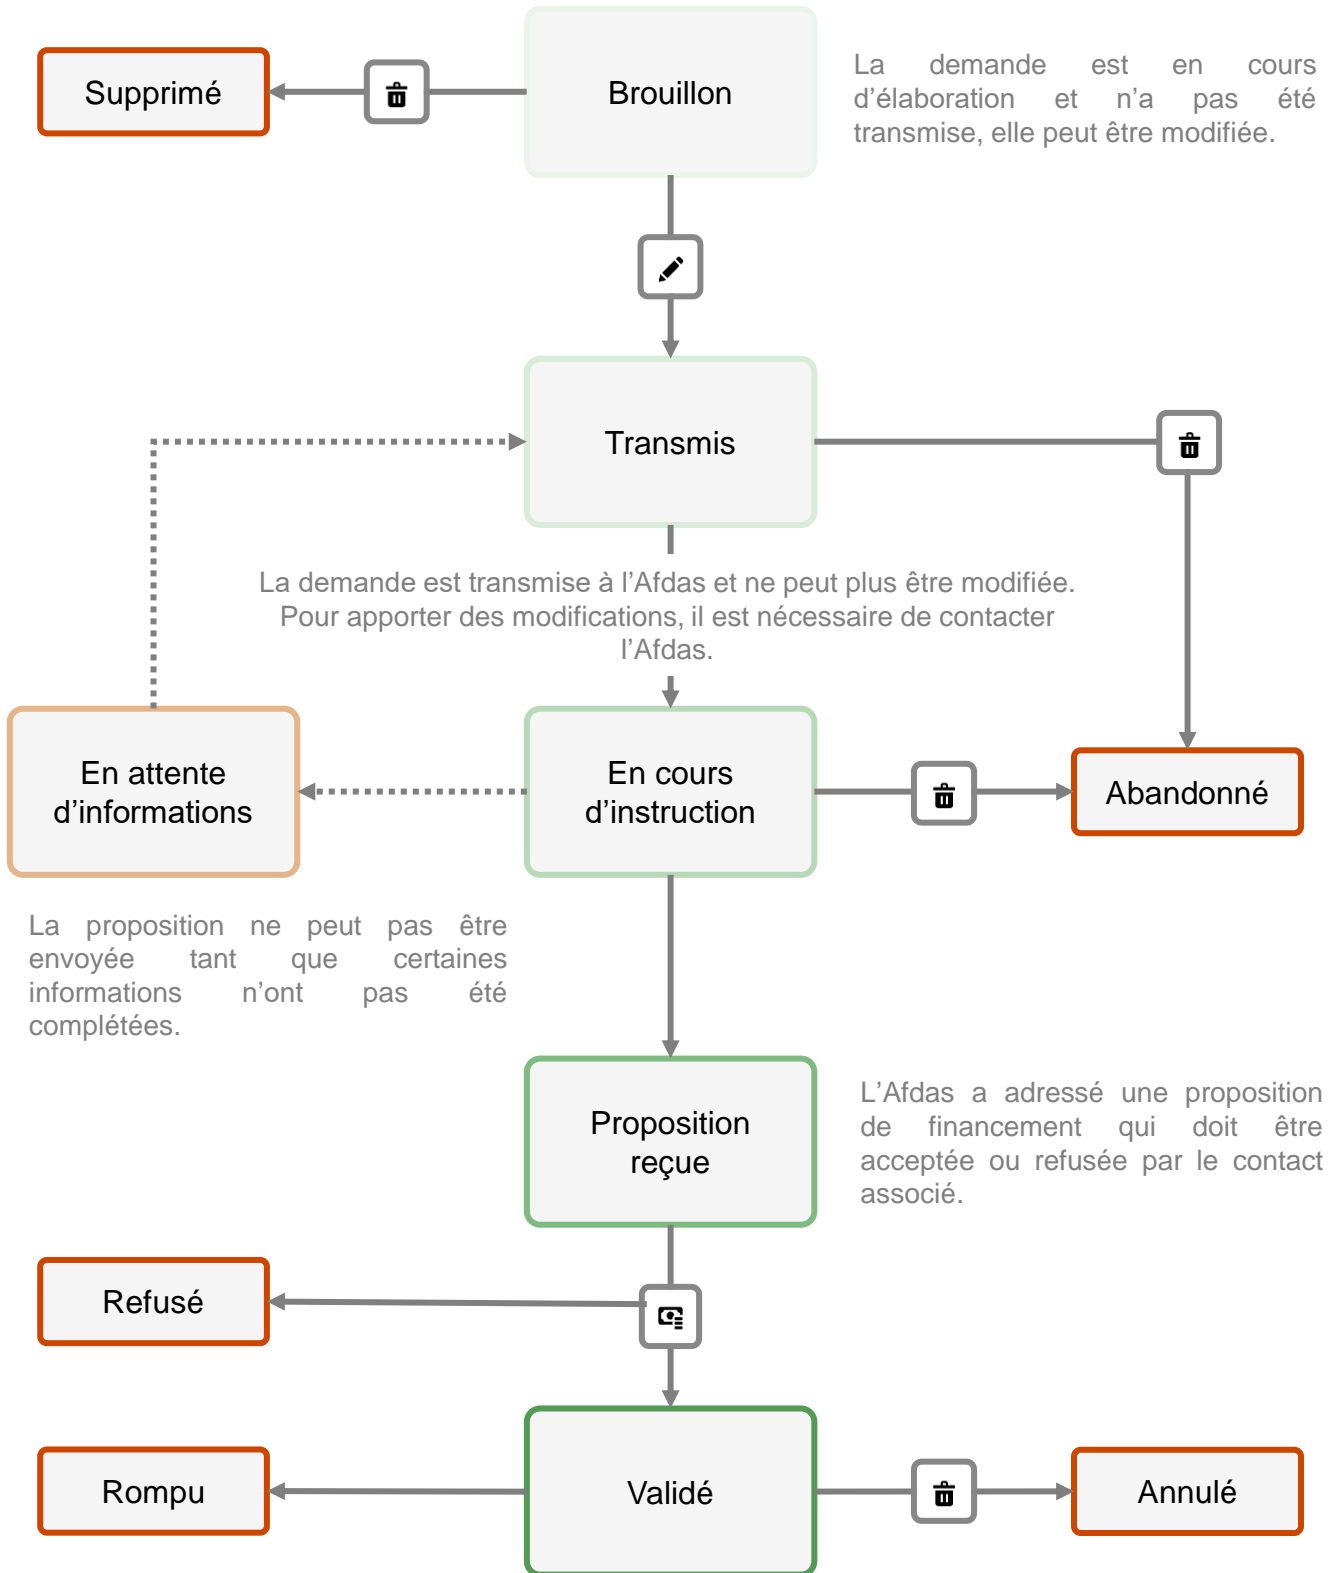 Supprimé
Brouillon
La demande est en cours
d’élaboration et n’a pas été
transmise, elle peut être modifiée.
Transmis
La demande est transmise à l’Afdas et ne peut plus être modifiée.
Pour apporter des modifications, il est nécessaire de contacter
l’Afdas.
En attente
d’informations
En cours
d’instruction
Abandonné
La proposition ne peut pas être
envoyée tant que certaines
informations n'ont pas été
complétées.
Proposition
reçue
L’Afdas a adressé une proposition
de financement qui doit être
acceptée ou refusée par le contact
associé.
Refusé
Rompu
Validé
Annulé